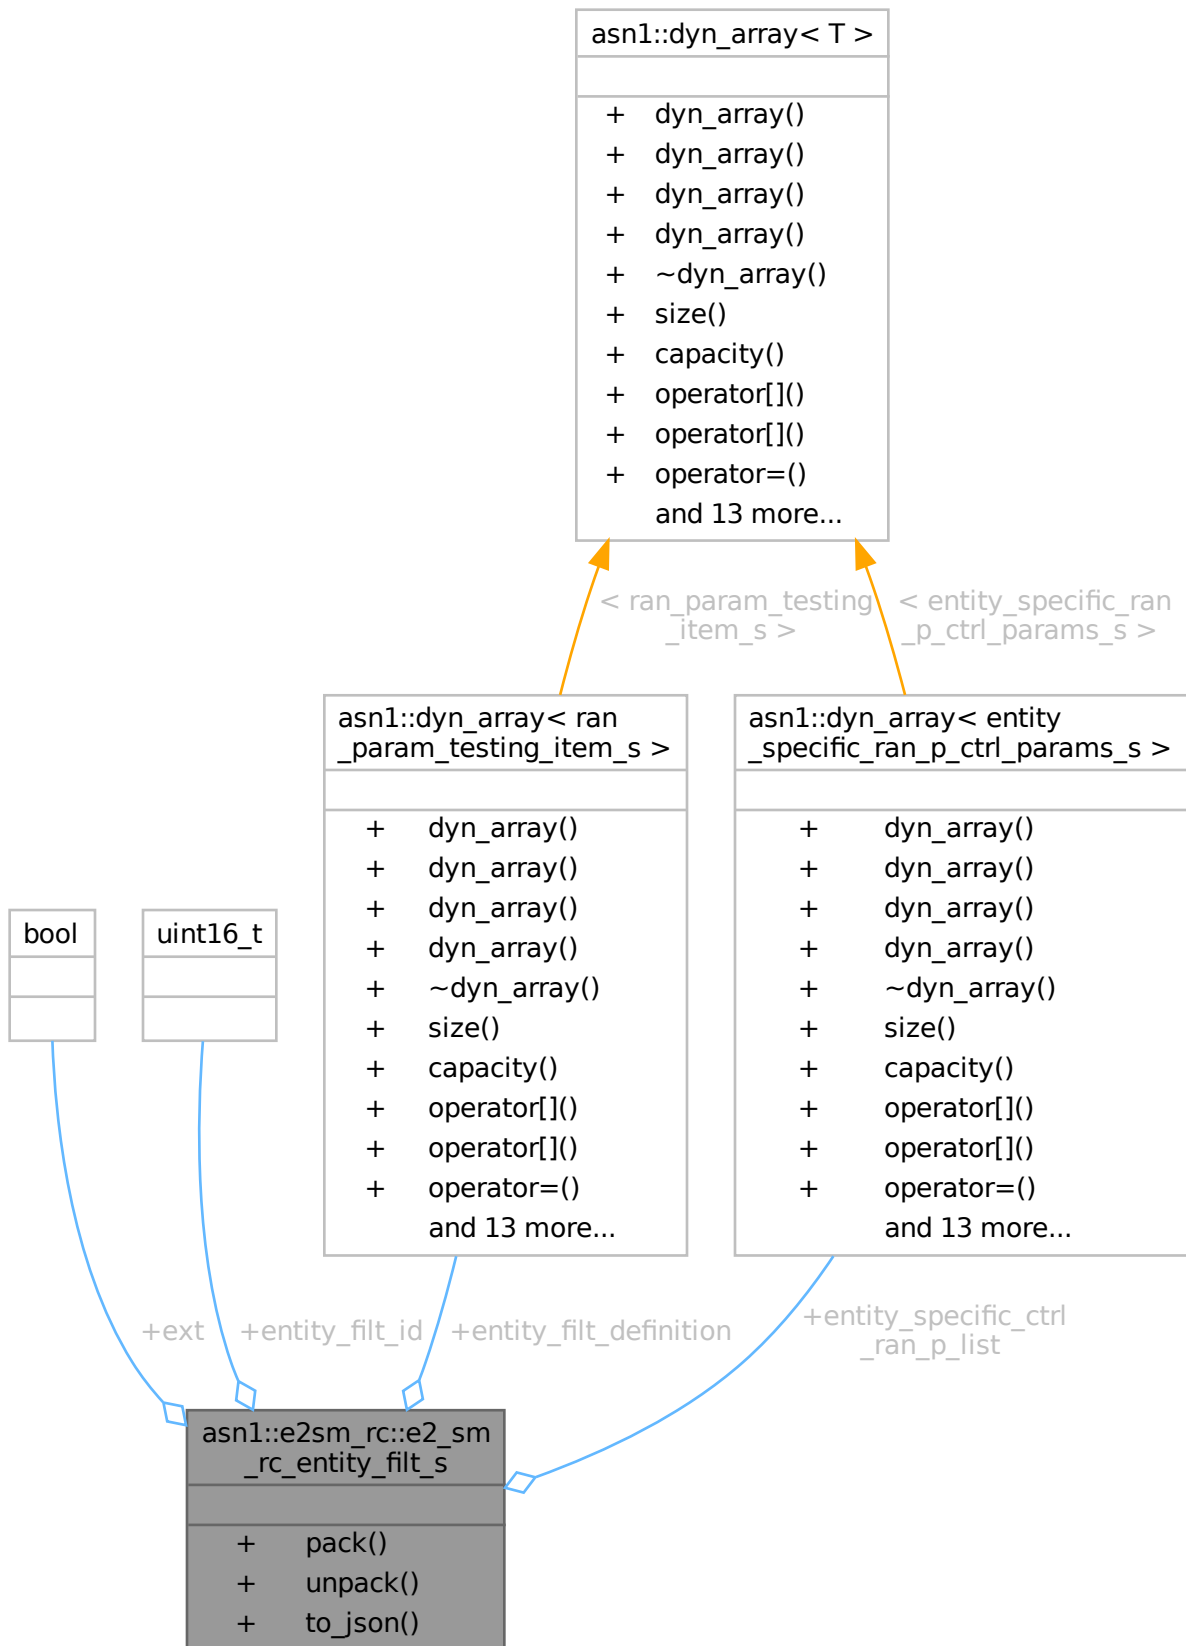 asn1::dyn_array< T >
+ dyn_array()
+ dyn_array()
+ dyn_array()
+ dyn_array()
+ ~dyn_array()
+ size()
+ capacity()
+ operator[]()
+ operator[]()
+ operator=()
and 13 more...
< ran_param_testing
_item_s >
< entity_specific_ran
_p_ctrl_params_s >
asn1::dyn_array< ran
_param_testing_item_s >
+ dyn_array()
+ dyn_array()
+ dyn_array()
+ dyn_array()
+ ~dyn_array()
+ size()
+ capacity()
+ operator[]()
+ operator[]()
+ operator=()
and 13 more...
asn1::dyn_array< entity
_specific_ran_p_ctrl_params_s >
+ dyn_array()
+ dyn_array()
+ dyn_array()
+ dyn_array()
+ ~dyn_array()
+ size()
+ capacity()
+ operator[]()
+ operator[]()
+ operator=()
and 13 more...
bool
uint16_t
+ext
+entity_filt_id
+entity_filt_definition
+entity_specific_ctrl
_ran_p_list
asn1::e2sm_rc::e2_sm
_rc_entity_filt_s
+ pack()
+ unpack()
+ to_json()